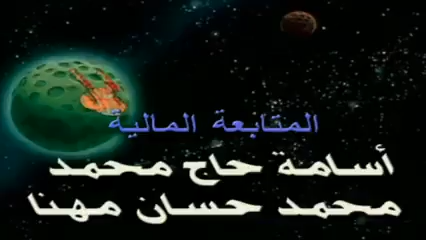 المتابعة المالية
أسامة حاج محمد
محمد حسان مهنا